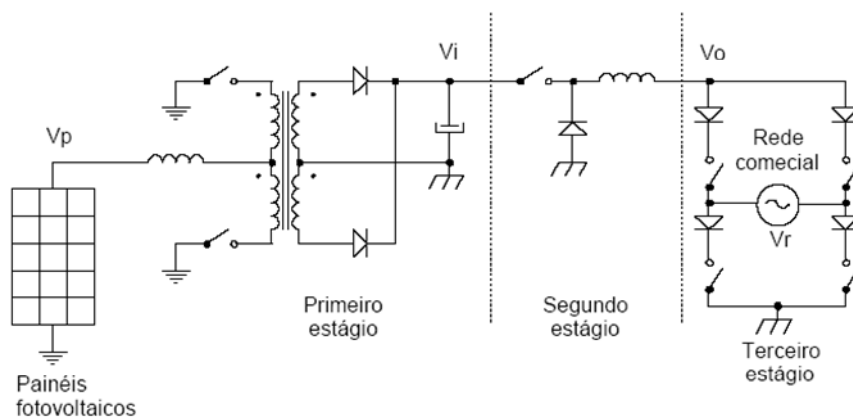 Vp
Vi
Vo
Rede
comecial
Vr
Primeiro
estágio
Segundo
estágio
Terceiro
estágio
Painéis
fotovoltaicos